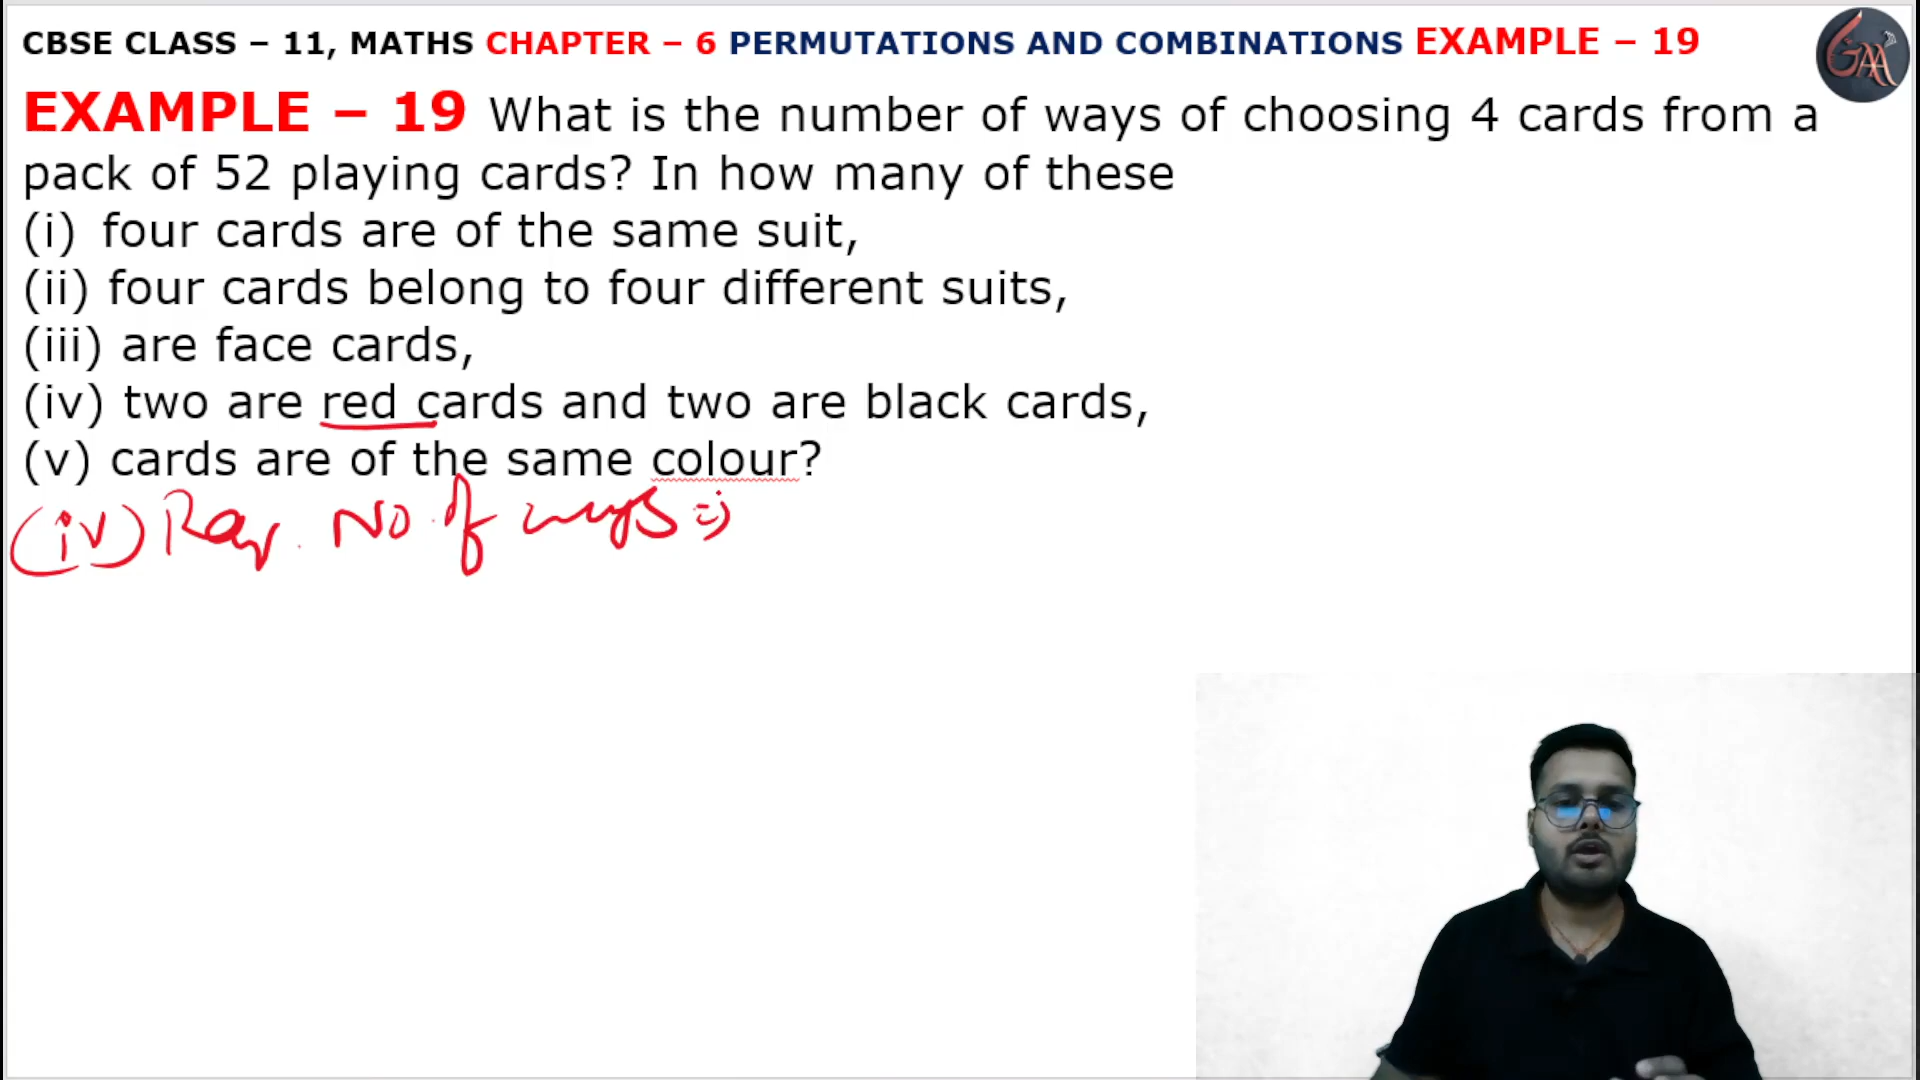 CBSE CLASS – 11, MATHS CHAPTER – 6 PERMUTATIONS AND COMBINATIONS EXAMPLE – 19
EXAMPLE – 19 What is the number of ways of choosing 4 cards from a
pack of 52 playing cards? In how many of these
(i) four cards are of the same suit,
(ii) four cards belong to four different suits,
(iii) are face cards,
(iv) two are red cards and two are black cards,
(v) cards are of the same colour?
(iv) Req. No. of ways =)